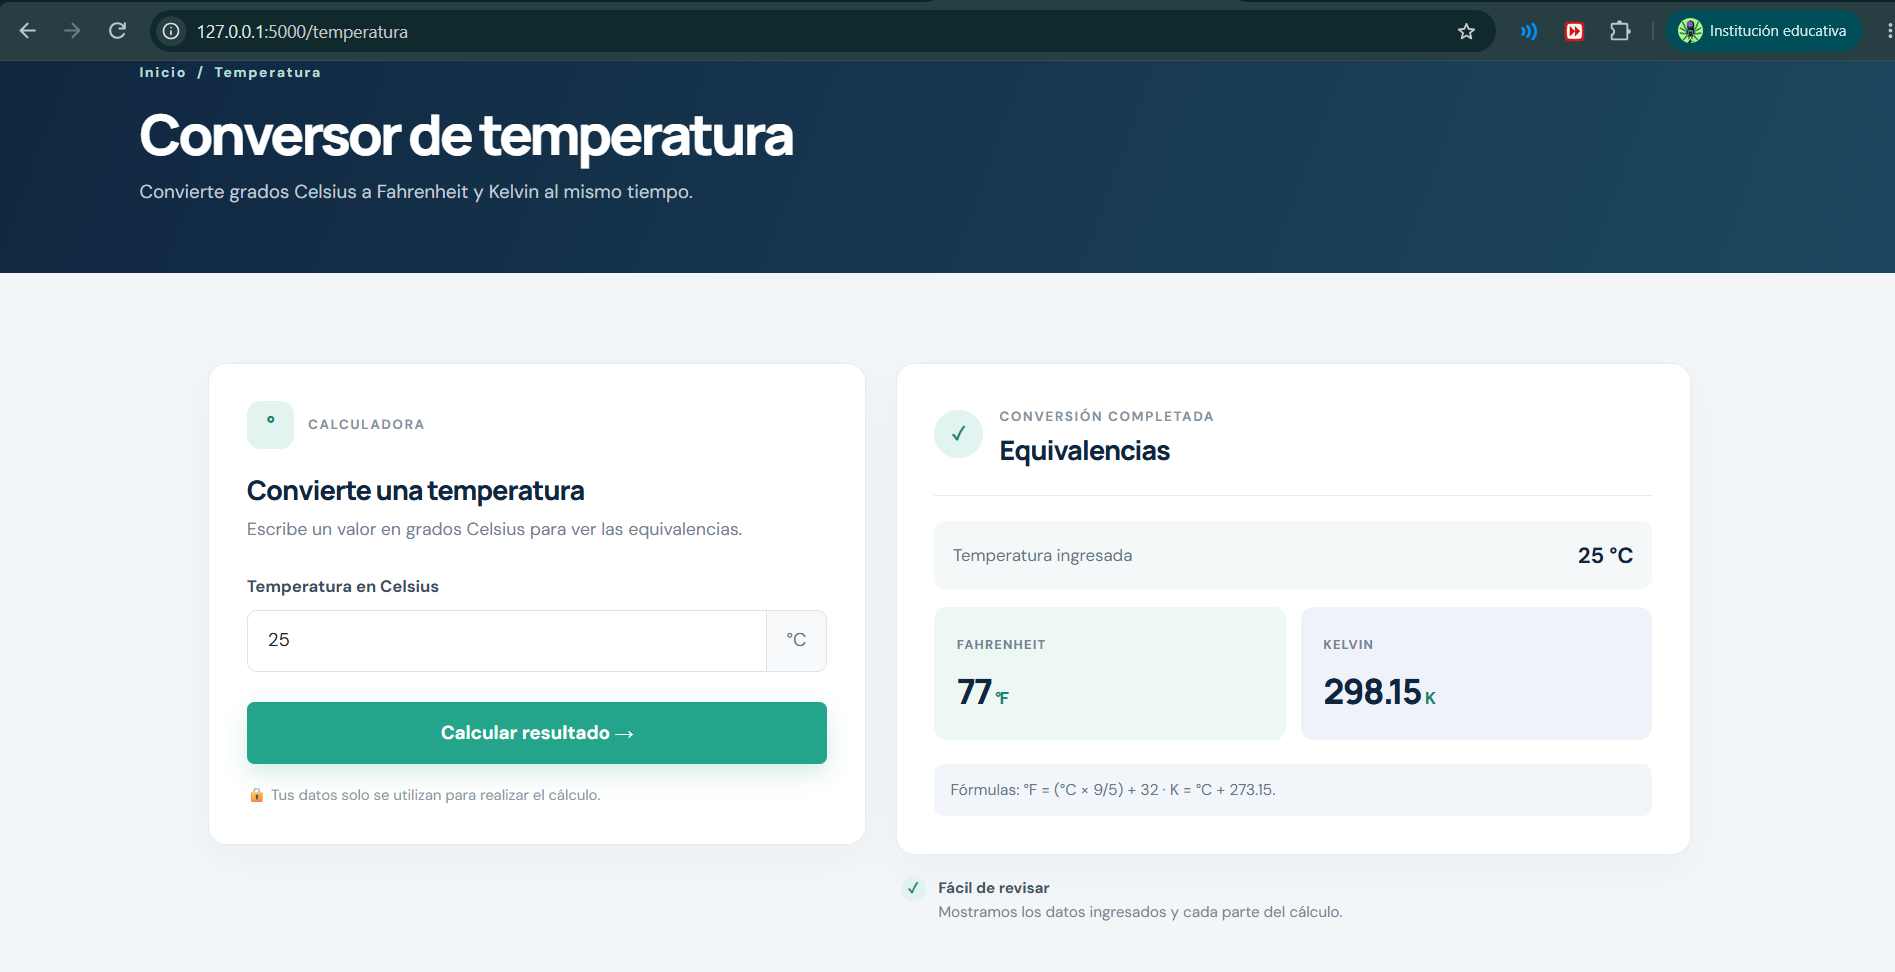 127.0.0.1:5000/temperatura
Institución educativa
Inicio / Temperatura
Conversor de temperatura
Convierte grados Celsius a Fahrenheit y Kelvin al mismo tiempo.
°
CALCULADORA
Convierte una temperatura
Escribe un valor en grados Celsius para ver las equivalencias.
Temperatura en Celsius
25 °C
Calcular resultado →
Tus datos solo se utilizan para realizar el cálculo.
✓
CONVERSIÓN COMPLETADA
Equivalencias
Temperatura ingresada 25 °C
FAHRENHEIT
77 °F
KELVIN
298.15 K
Fórmulas: °F = (°C × 9/5) + 32 · K = °C + 273.15.
✓ Fácil de revisar
Mostramos los datos ingresados y cada parte del cálculo.